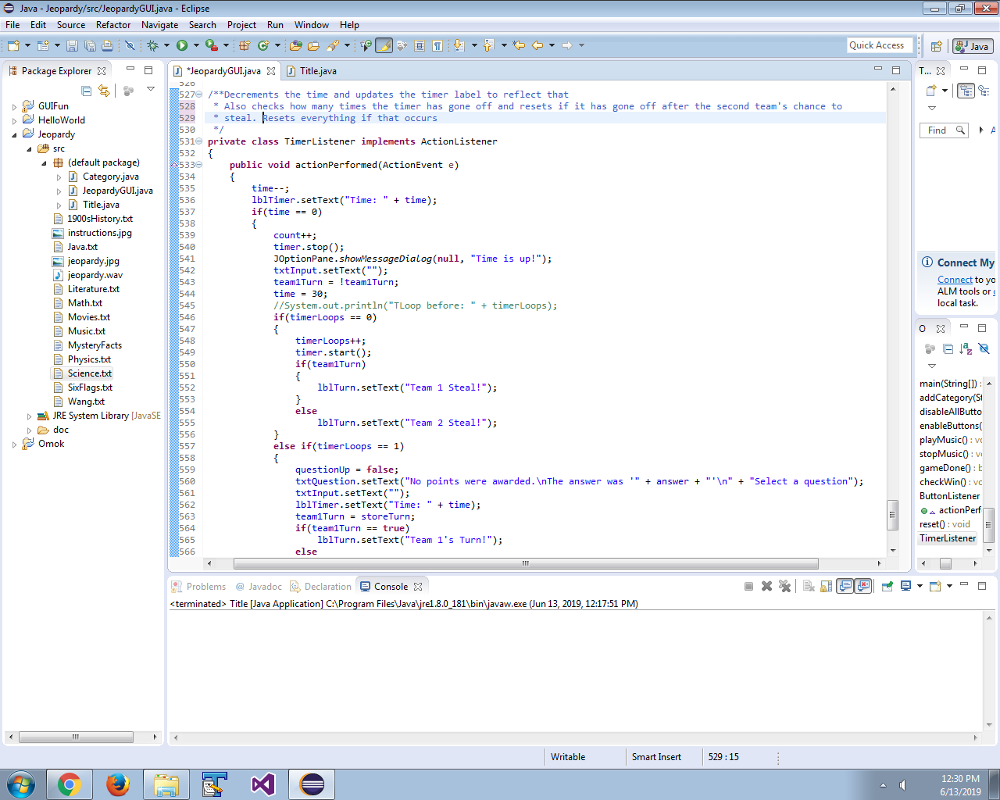 Java - Jeopardy/src/JeopardyGUI.java - Eclipse
File Edit Source Refactor Navigate Search Project Run Window Help
Quick Access
Java
Package Explorer
GUIFun
HelloWorld
Jeopardy
src
(default package)
Category.java
JeopardyGUI.java
Title.java
1900sHistory.txt
instructions.jpg
Java.txt
jeopardy.jpg
jeopardy.wav
Literature.txt
Math.txt
Movies.txt
Music.txt
MysteryFacts
Physics.txt
Science.txt
SixFlags.txt
Wang.txt
JRE System Library [JavaSE
doc
Omok
*JeopardyGUI.java Title.java
526
527 /**Decrements the time and updates the timer label to reflect that
528 * Also checks how many times the timer has gone off and resets if it has gone off after the second team's chance to
529 * steal. Resets everything if that occurs
530 */
531 private class TimerListener implements ActionListener
532 {
533 public void actionPerformed(ActionEvent e)
534 {
535 time--;
536 lblTimer.setText("Time: " + time);
537 if(time == 0)
538 {
539 count++;
540 timer.stop();
541 JOptionPane.showMessageDialog(null, "Time is up!");
542 txtInput.setText("");
543 team1Turn = !team1Turn;
544 time = 30;
545 //System.out.println("TLoop before: " + timerLoops);
546 if(timerLoops == 0)
547 {
548 timerLoops++;
549 timer.start();
550 if(team1Turn)
551 {
552 lblTurn.setText("Team 1 Steal!");
553 }
554 else
555 lblTurn.setText("Team 2 Steal!");
556 }
557 else if(timerLoops == 1)
558 {
559 questionUp = false;
560 txtQuestion.setText("No points were awarded.\nThe answer was '" + answer + "'\n" + "Select a question");
561 txtInput.setText("");
562 lblTimer.setText("Time: " + time);
563 team1Turn = storeTurn;
564 if(team1Turn == true)
565 lblTurn.setText("Team 1's Turn!");
566 else
T...
Find
A
Connect My
Connect to yo
ALM tools or c
local task.
O
main(String[]) :
addCategory(St
disableAllButto
enableButtons(
playMusic() : vo
stopMusic() : vo
gameDone() : b
checkWin() : vo
ButtonListener
actionPerf
reset() : void
TimerListener
Problems Javadoc Declaration Console
<terminated> Title [Java Application] C:\Program Files\Java\jre1.8.0_181\bin\javaw.exe (Jun 13, 2019, 12:17:51 PM)
Writable Smart Insert 529 : 15
12:30 PM
6/13/2019